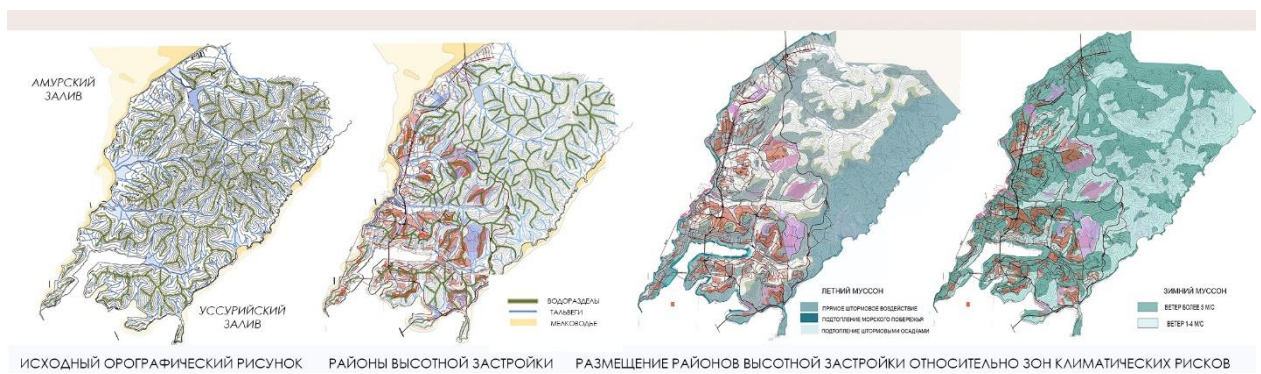 АМУРСКИЙ
ЗАЛИВ
УССУРИЙСКИЙ
ЗАЛИВ
ВОДОРАЗДЕЛЫ
ТАЛЬВЕГИ
МЕЛКОВОДЬЕ
ЛЕТНИЙ МУССОН
ПРЯМОЕ ШТОРМОВОЕ ВОЗДЕЙСТВИЕ
ПОДТОПЛЕНИЕ МОРСКОГО ПОБЕРЕЖЬЯ
ПОДТОПЛЕНИЕ ШТОРМОВЫМИ ОСАДКАМИ
ЗИМНИЙ МУССОН
ВЕТЕР БОЛЕЕ 5 М/С
ВЕТЕР 1-4 М/С
ИСХОДНЫЙ ОРОГРАФИЧЕСКИЙ РИСУНОК
РАЙОНЫ ВЫСОТНОЙ ЗАСТРОЙКИ
РАЗМЕЩЕНИЕ РАЙОНОВ ВЫСОТНОЙ ЗАСТРОЙКИ ОТНОСИТЕЛЬНО ЗОН КЛИМАТИЧЕСКИХ РИСКОВ